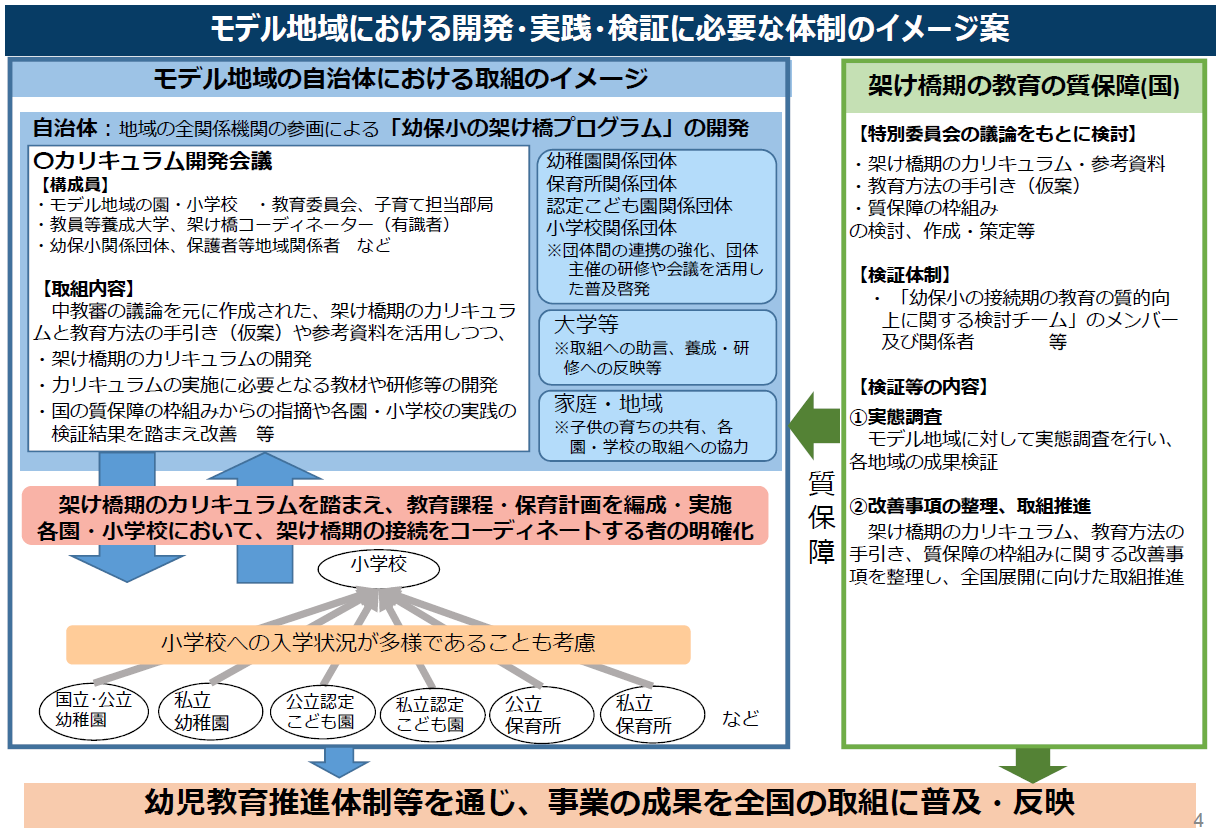 モデル地域における開発・実践・検証に必要な体制のイメージ案
モデル地域の自治体における取組のイメージ
自治体：地域の全関係機関の参画による「幼保小の架け橋プログラム」の開発
〇カリキュラム開発会議
【構成員】
・モデル地域の園・小学校　・教育委員会、子育て担当部局
・教員等養成大学、架け橋コーディネーター（有識者）
・幼保小関係団体、保護者等地域関係者　など
【取組内容】
　中教審の議論を元に作成された、架け橋期のカリキュラ
ムと教育方法の手引き（仮案）や参考資料を活用しつつ、
・架け橋期のカリキュラムの開発
・カリキュラムの実施に必要となる教材や研修等の開発
・国の質保障の枠組みからの指摘や各園・小学校の実践の
検証結果を踏まえ改善　等
幼稚園関係団体
保育所関係団体
認定こども園関係団体
小学校関係団体
※団体間の連携の強化、団体
主催の研修や会議を活用し
た普及啓発
大学等
※取組への助言、養成・研
修への反映等
家庭・地域
※子供の育ちの共有、各
園・学校の取組への協力
架け橋期のカリキュラムを踏まえ、教育課程・保育計画を編成・実施
各園・小学校において、架け橋期の接続をコーディネートする者の明確化
小学校
小学校への入学状況が多様であることも考慮
国立・公立
幼稚園
私立
幼稚園
公立認定
こども園
私立認定
こども園
公立
保育所
私立
保育所
など
質保障
架け橋期の教育の質保障(国)
【特別委員会の議論をもとに検討】
・架け橋期のカリキュラム・参考資料
・教育方法の手引き（仮案）
・質保障の枠組み
の検討、作成・策定等
【検証体制】
・「幼保小の接続期の教育の質的向
上に関する検討チーム」のメンバー
及び関係者　　　　等
【検証等の内容】
①実態調査
　モデル地域に対して実態調査を行い、
各地域の成果検証
②改善事項の整理、取組推進
　架け橋期のカリキュラム、教育方法の
手引き、質保障の枠組みに関する改善事
項を整理し、全国展開に向けた取組推進
幼児教育推進体制等を通じ、事業の成果を全国の取組に普及・反映
4